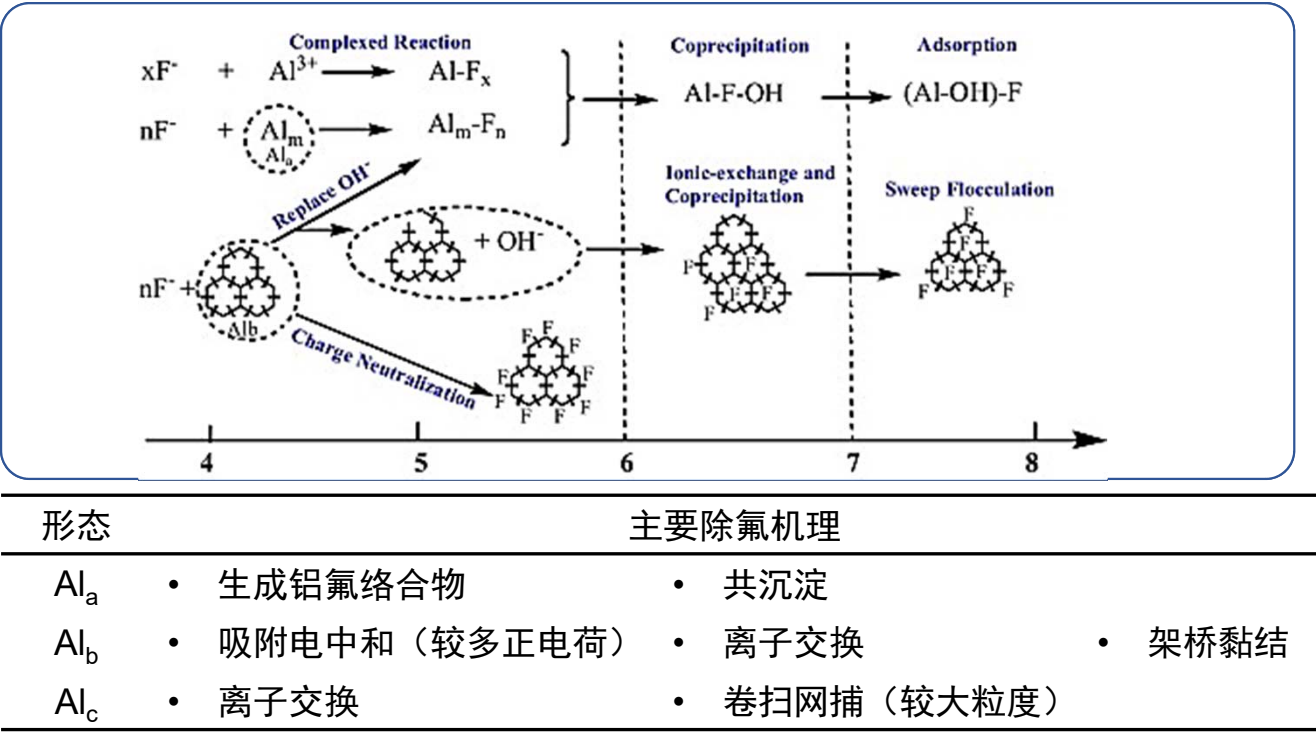 Complexed Reaction
xF⁻ + Al³⁺ Al-Fₓ
nF⁻ + Alₘ Alₘ-Fₙ
Alₐ
Replace OH⁻
+ OH⁻
nF⁻ +
Alb
Charge Neutralization
F F F F F F F F F
Coprecipitation
Al-F-OH
Ionic-exchange and
Coprecipitation
F F F F F
Adsorption
(Al-OH)-F
Sweep Flocculation
F F F F F F
4 5 6 7 8
形态 主要除氟机理
Alₐ • 生成铝氟络合物 • 共沉淀
Al_b • 吸附电中和（较多正电荷） • 离子交换 • 架桥黏结
Al_c • 离子交换 • 卷扫网捕（较大粒度）